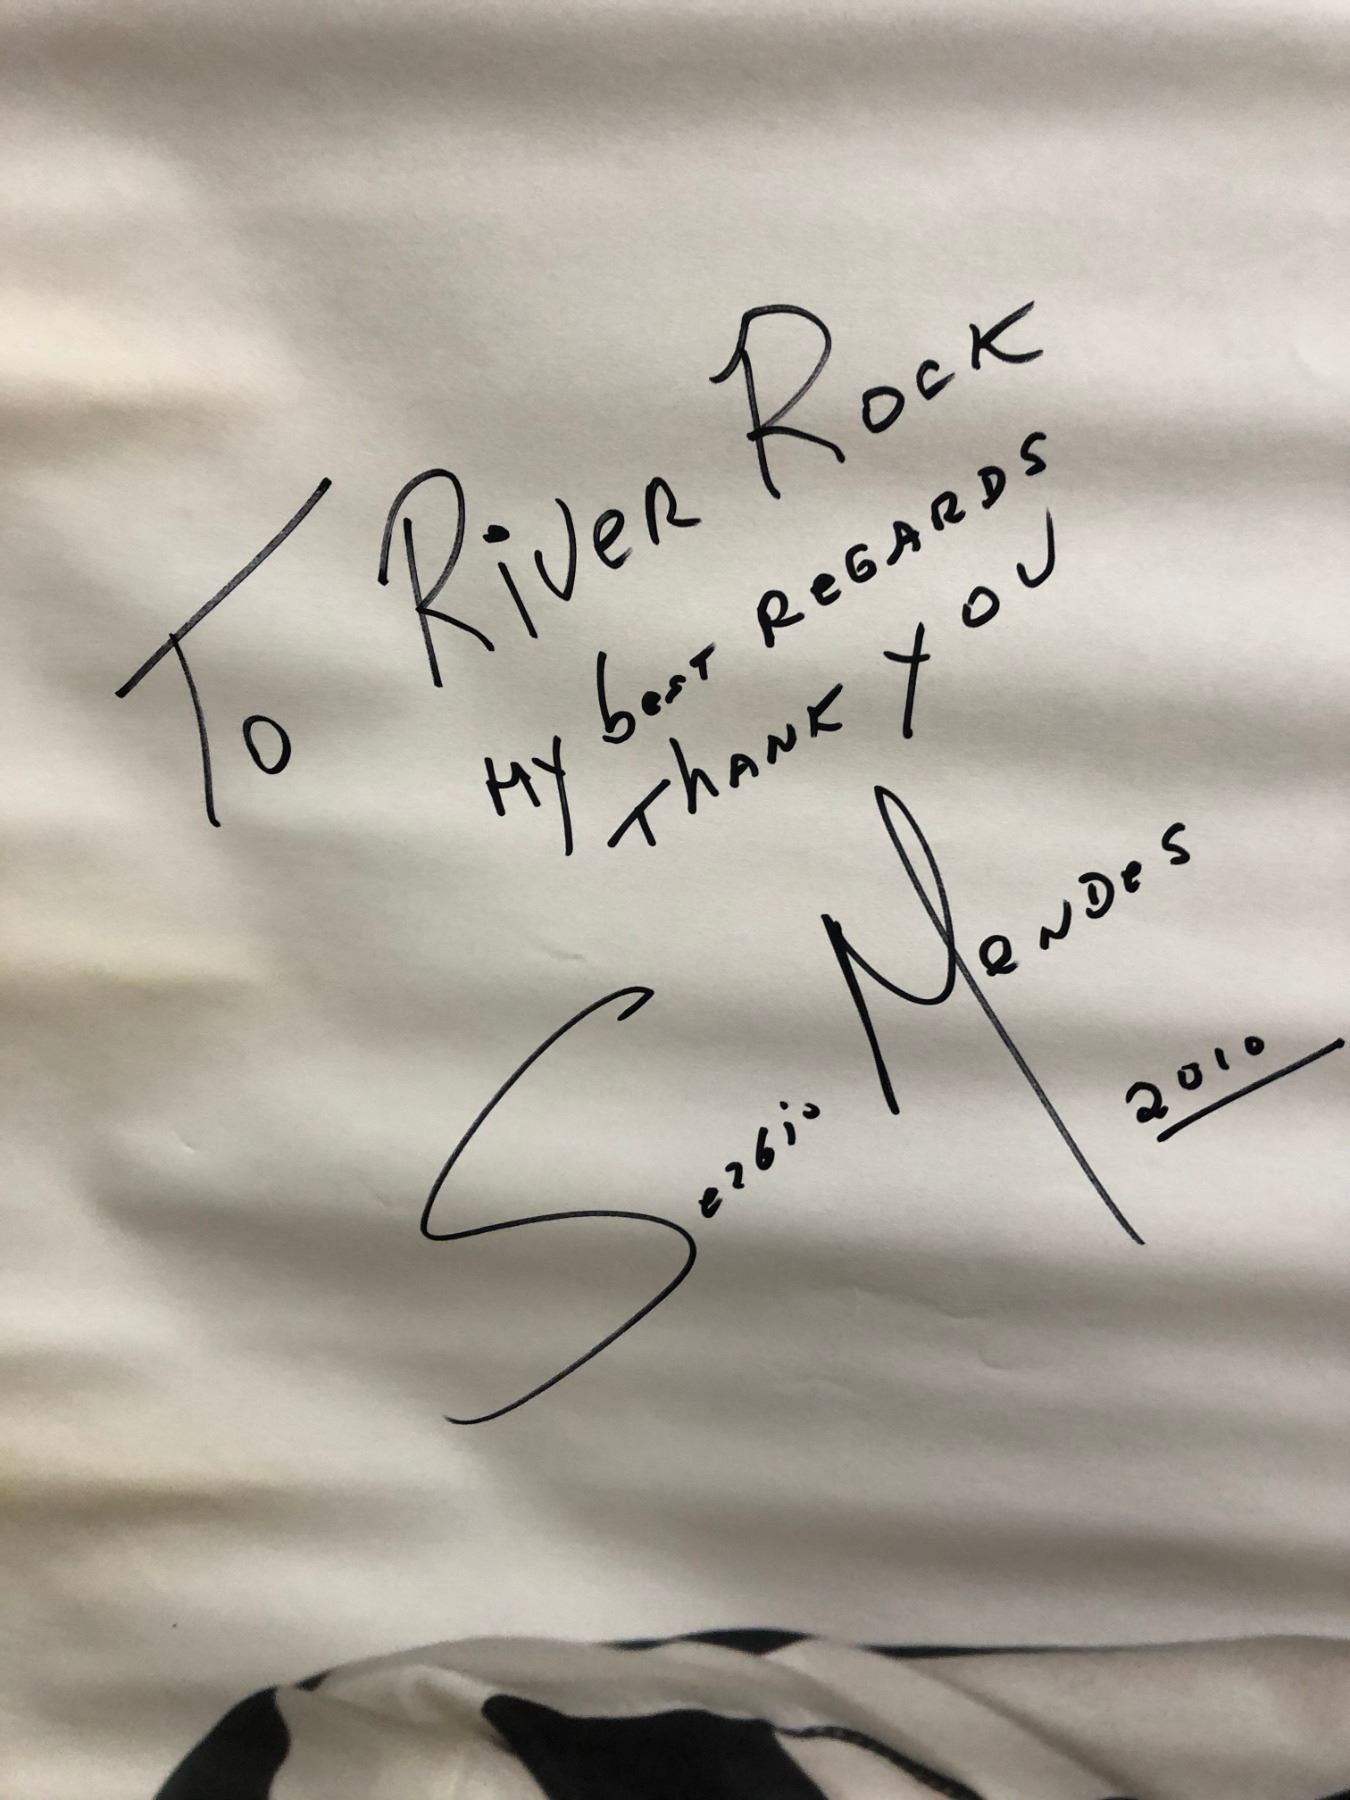 To RiveR Rock
My best ReGARDS
ThANK YOU
Sergio MeNDes
2010